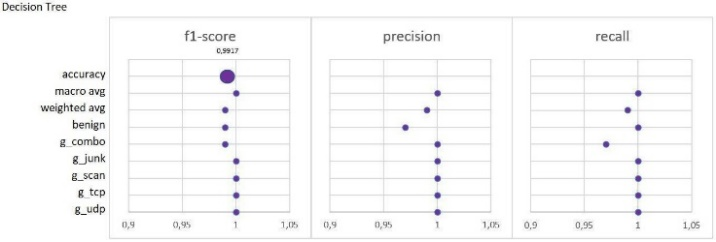 Decision Tree
f1-score precision recall
0,9917
accuracy
macro avg
weighted avg
benign
g_combo
g_junk
g_scan
g_tcp
g_udp
0,9 0,95 1 1,05 0,9 0,95 1 1,05 0,9 0,95 1 1,05